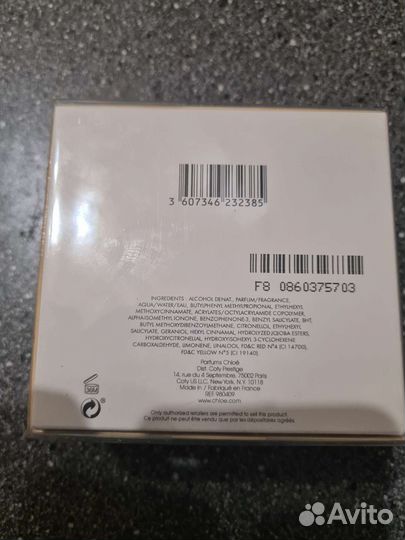 3 607346 232385
F8 0860375703
INGREDIENTS : ALCOHOL DENAT., PARFUM/FRAGRANCE,
AQUA/WATER/EAU, BUTYLPHENYL METHYLPROPIONAL, ETHYLHEXYL
METHOXYCINNAMATE, ACRYLATES/OCTYLACRYLAMIDE COPOLYMER,
ALPHA-ISOMETHYL IONONE, BENZOPHENONE-3, BENZYL SALICYLATE, BHT,
BUTYL METHOXYDIBENZOYLMETHANE, CITRONELLOL, ETHYLHEXYL
SALICYLATE, GERANIOL, HEXYL CINNAMAL, HYDROLYZED JOJOBA ESTERS,
HYDROXYCITRONELLAL, HYDROXYISOHEXYL 3-CYCLOHEXENE
CARBOXALDEHYDE, LIMONENE, LINALOOL, FD&C RED N°4 (CI 14700),
FD&C YELLOW N°5 (CI 19140).
Parfums Chloé
Dist. Coty Prestige
14, rue du 4 Septembre, 75002 Paris
Coty US LLC, New York, N.Y. 10118
Made in / Fabriqué en France
REF. 980409
www.chloe.com
Only authorized retailers are permitted to sell this product.
Ce produit ne peut être vendu que par les dépositaires agréés.
Avito